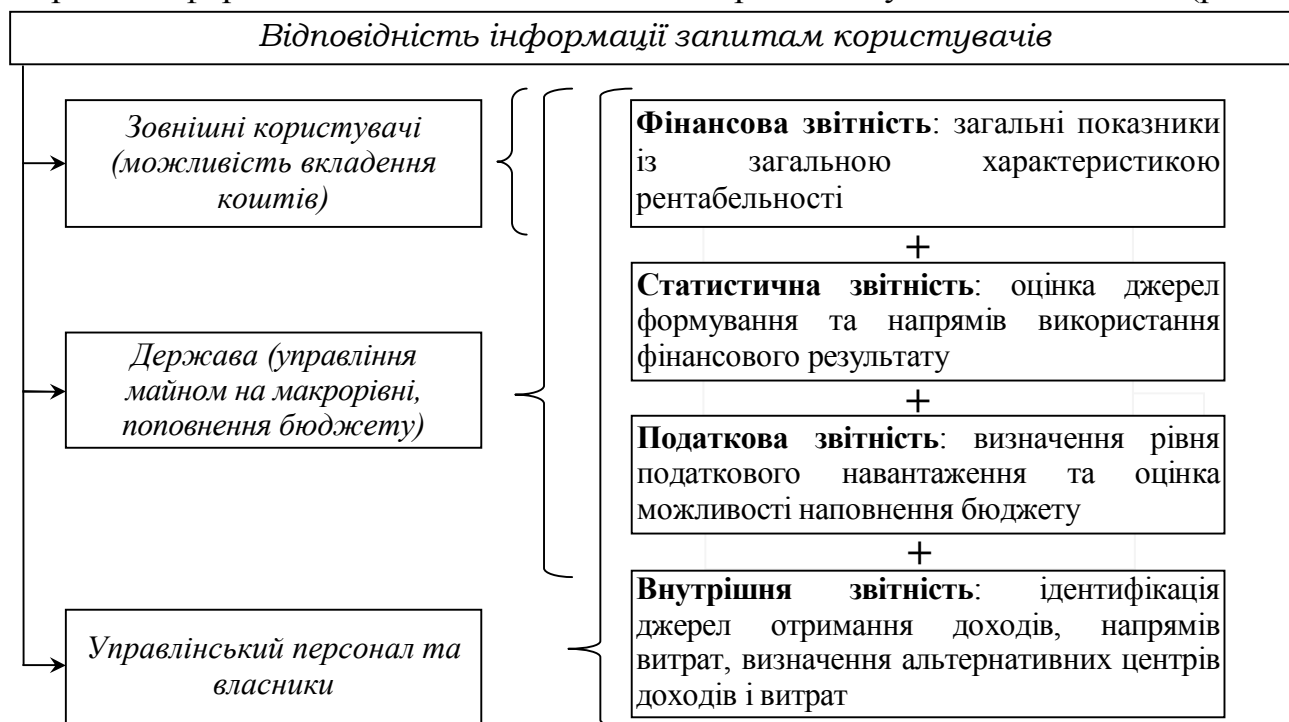 Відповідність інформації запитам користувачів
Зовнішні користувачі
(можливість вкладення
коштів)
Фінансова звітність: загальні показники
із загальною характеристикою
рентабельності
+
Статистична звітність: оцінка джерел
формування та напрямів використання
фінансового результату
Держава (управління
майном на макрорівні,
поповнення бюджету)
+
Податкова звітність: визначення рівня
податкового навантаження та оцінка
можливості наповнення бюджету
+
Внутрішня звітність: ідентифікація
джерел отримання доходів, напрямів
витрат, визначення альтернативних центрів
доходів і витрат
Управлінський персонал та
власники